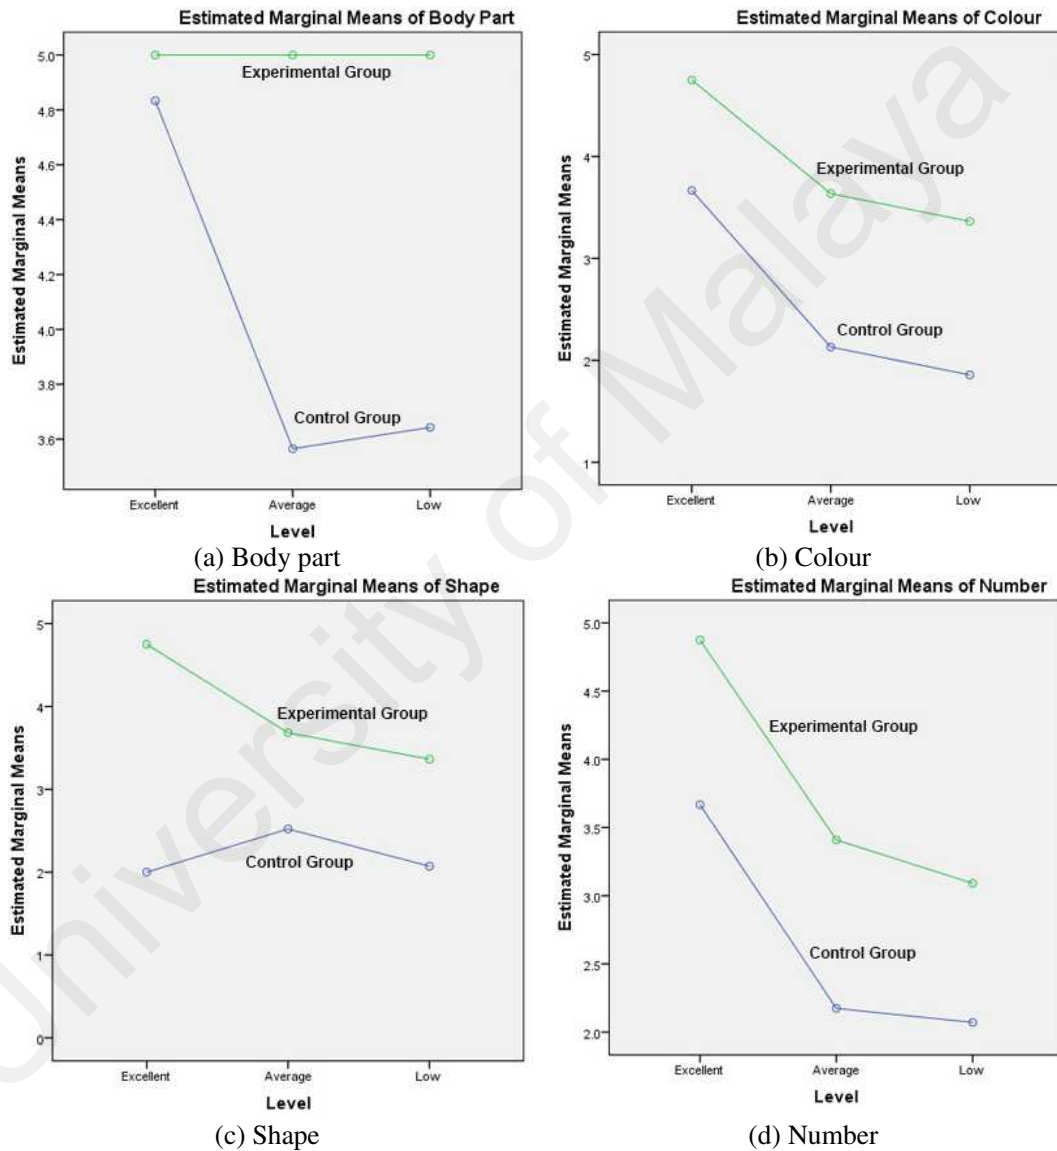 Estimated Marginal Means of Body Part
Estimated Marginal Means
5.0
4.8
4.6
4.4
4.2
4.0
3.8
3.6
Experimental Group
Control Group
Excellent Average Low
Level
(a) Body part
Estimated Marginal Means of Colour
Estimated Marginal Means
5
4
3
2
1
Experimental Group
Control Group
Excellent Average Low
Level
(b) Colour
Estimated Marginal Means of Shape
Estimated Marginal Means
5
4
3
2
1
0
Experimental Group
Control Group
Excellent Average Low
Level
(c) Shape
Estimated Marginal Means of Number
Estimated Marginal Means
5.0
4.5
4.0
3.5
3.0
2.5
2.0
Experimental Group
Control Group
Excellent Average Low
Level
(d) Number
University of Malaya